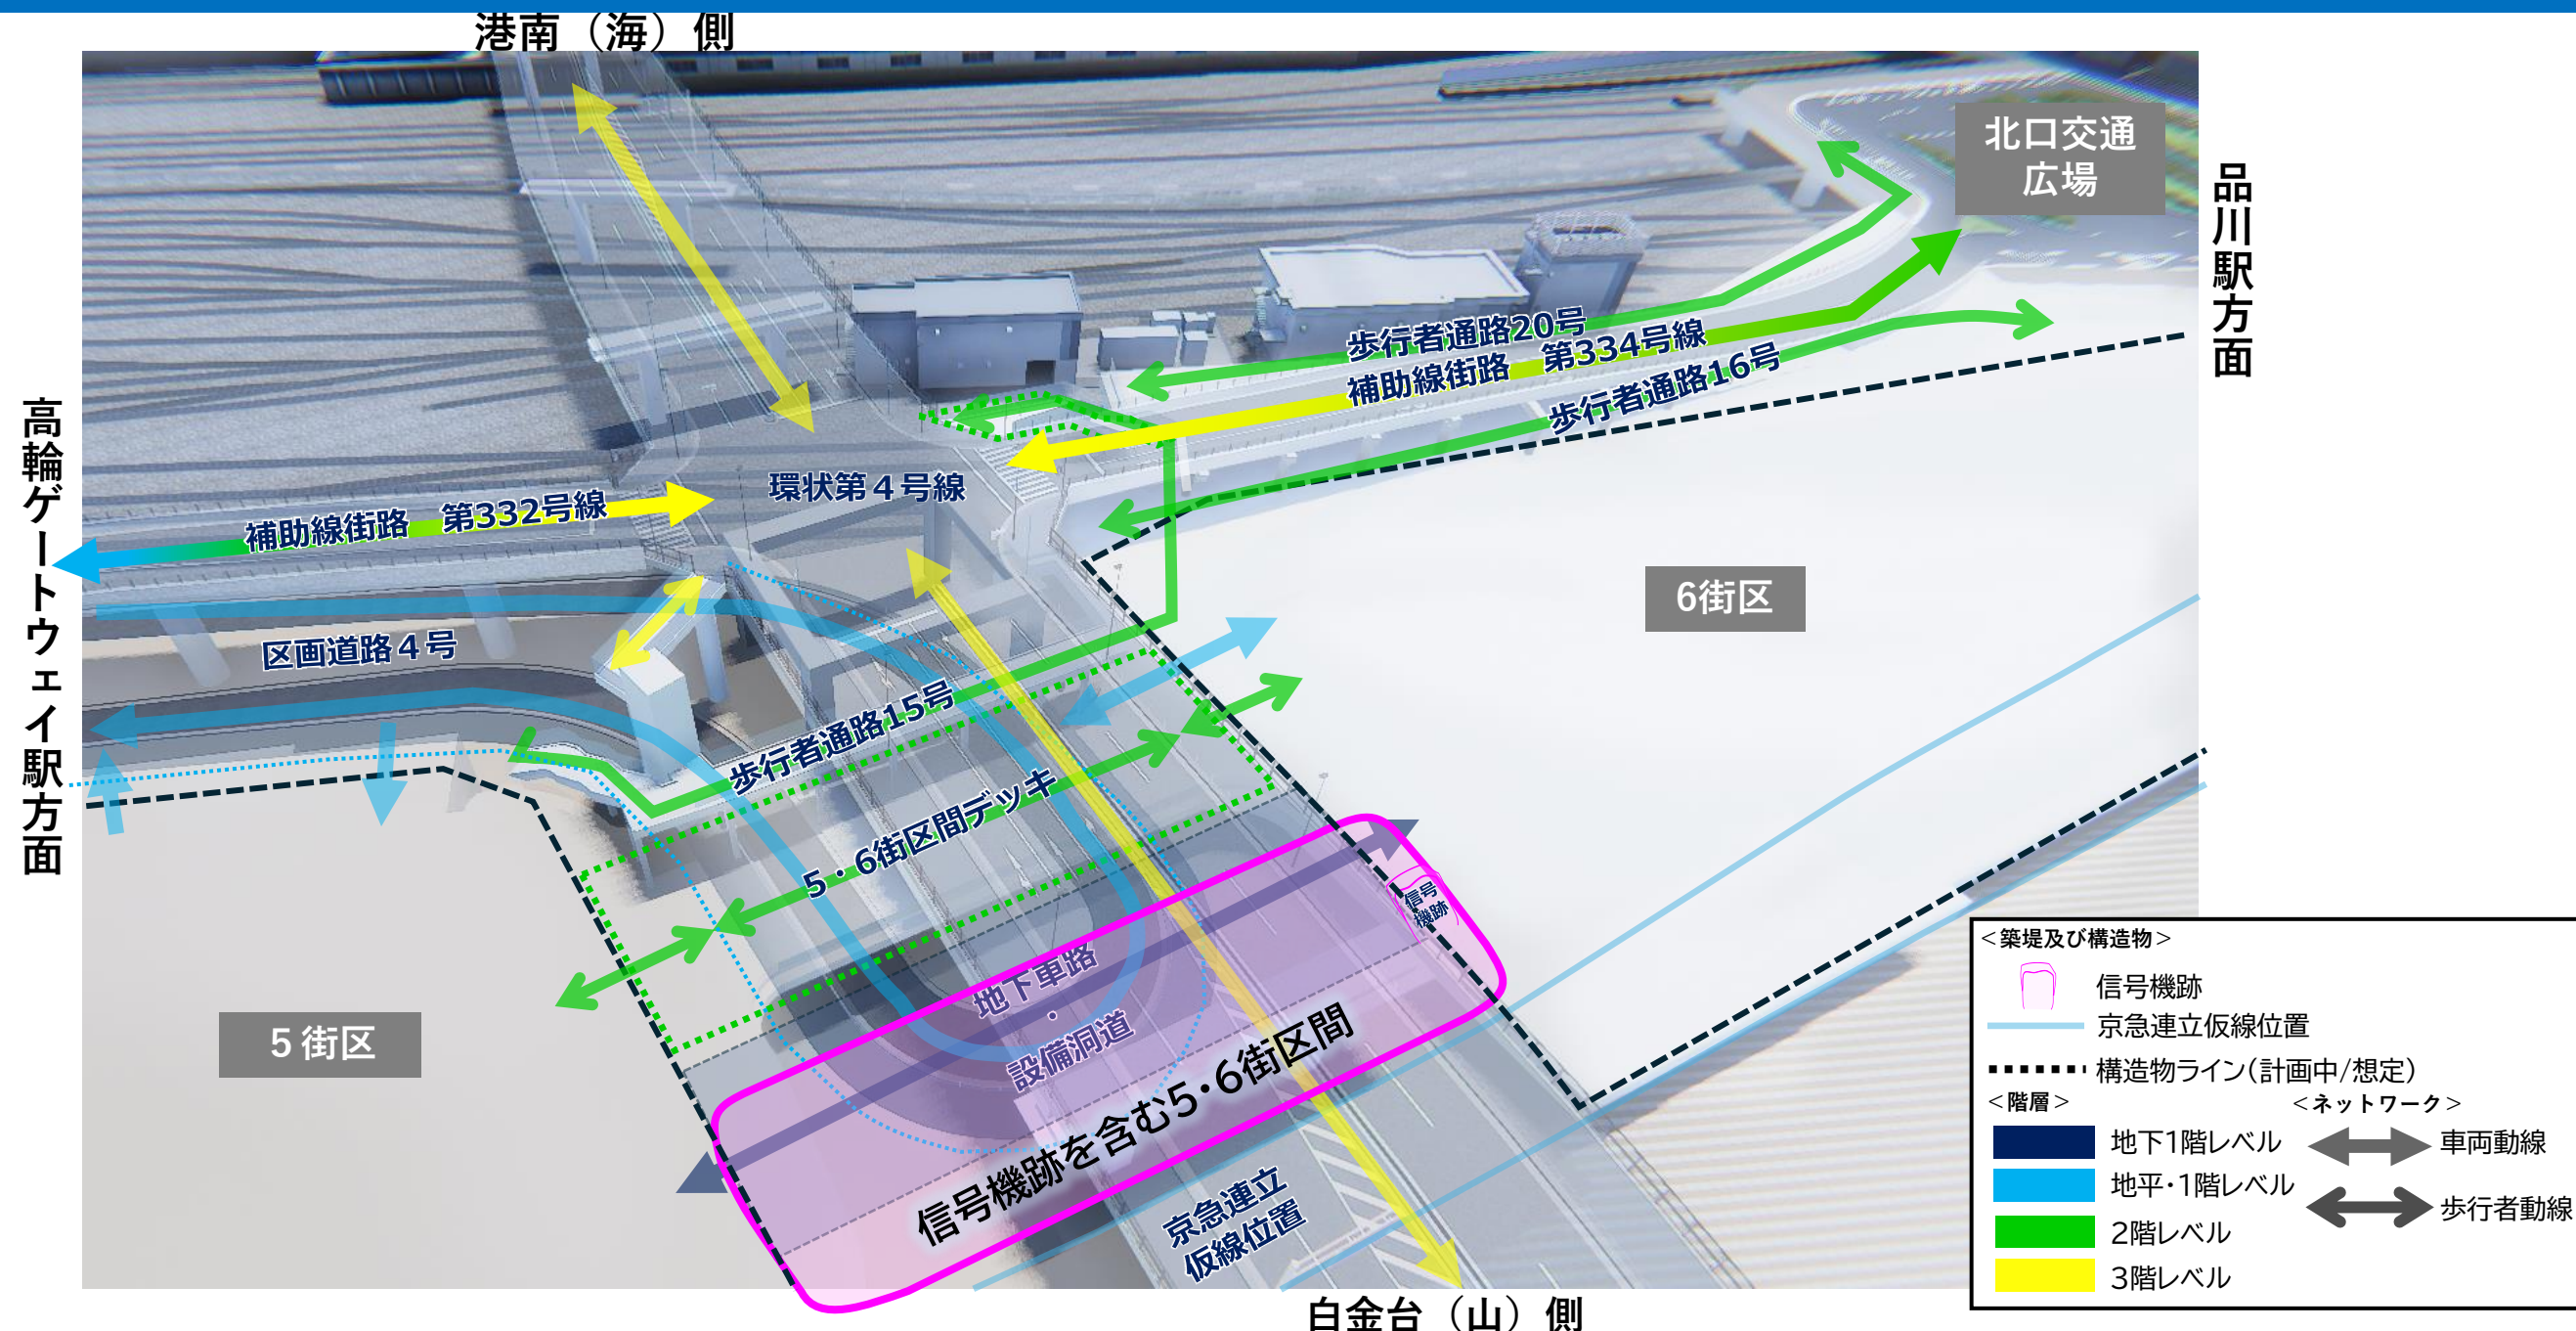 港南（海）側
北口交通
広場
品川駅方面
歩行者通路20号
補助線街路　第334号線
歩行者通路16号
高輪ゲートウェイ駅方面
環状第４号線
補助線街路　第332号線
6街区
区画道路４号
歩行者通路15号
5・6街区間デッキ
信号
機跡
地下車路
・
設備洞道
信号機跡を含む5・6街区間
５街区
京急連立
仮線位置
白金台（山）側
＜築堤及び構造物＞
信号機跡
京急連立仮線位置
構造物ライン（計画中/想定）
＜階層＞
地下1階レベル
地平・1階レベル
2階レベル
3階レベル
＜ネットワーク＞
車両動線
歩行者動線